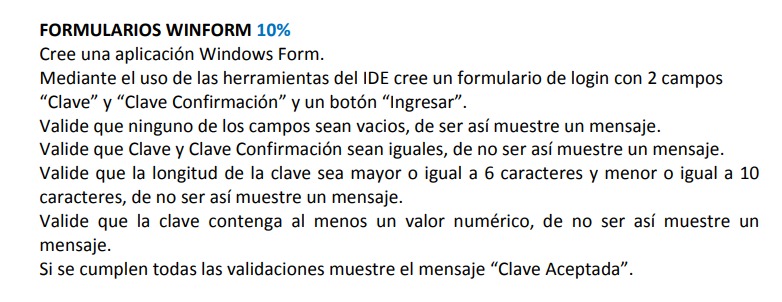 FORMULARIOS WINFORM 10%
Cree una aplicación Windows Form.
Mediante el uso de las herramientas del IDE cree un formulario de login con 2 campos
“Clave” y “Clave Confirmación” y un botón “Ingresar”.
Valide que ninguno de los campos sean vacios, de ser así muestre un mensaje.
Valide que Clave y Clave Confirmación sean iguales, de no ser así muestre un mensaje.
Valide que la longitud de la clave sea mayor o igual a 6 caracteres y menor o igual a 10
caracteres, de no ser así muestre un mensaje.
Valide que la clave contenga al menos un valor numérico, de no ser así muestre un
mensaje.
Si se cumplen todas las validaciones muestre el mensaje “Clave Aceptada”.